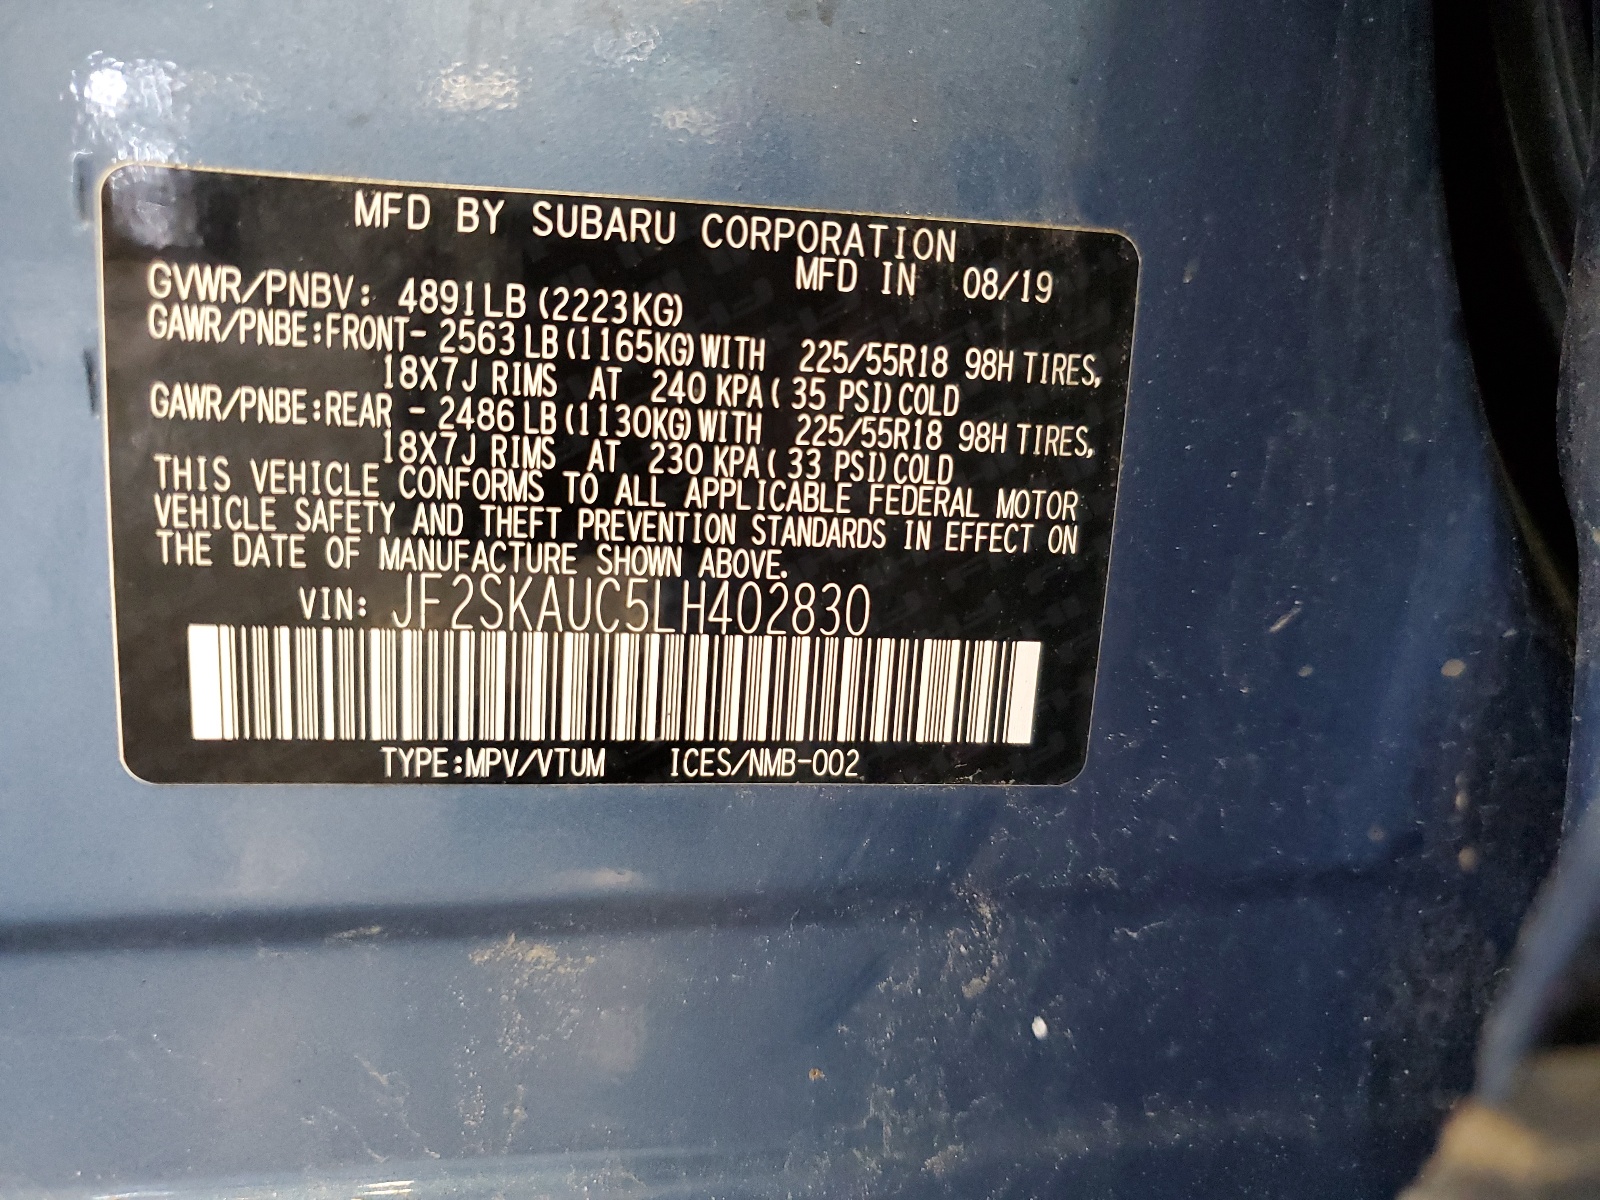 MFD BY SUBARU CORPORATION
MFD IN 08/19
GVWR/PNBV: 4891LB (2223KG)
GAWR/PNBE:FRONT- 2563 LB (1165KG) WITH 225/55R18 98H TIRES,
18X7J RIMS AT 240 KPA ( 35 PSI) COLD
GAWR/PNBE:REAR - 2486 LB (1130KG) WITH 225/55R18 98H TIRES,
18X7J RIMS AT 230 KPA ( 33 PSI) COLD
THIS VEHICLE CONFORMS TO ALL APPLICABLE FEDERAL MOTOR
VEHICLE SAFETY AND THEFT PREVENTION STANDARDS IN EFFECT ON
THE DATE OF MANUFACTURE SHOWN ABOVE.
VIN: JF2SKAUC5LH402830
TYPE:MPV/VTUM ICES/NMB-002